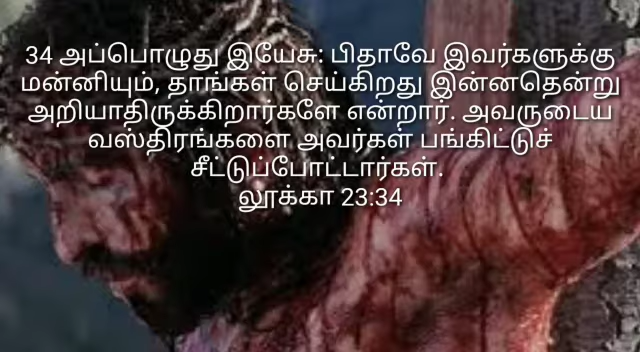 34 அப்பொழுது இயேசு: பிதாவே இவர்களுக்கு
மன்னியும், தாங்கள் செய்கிறது இன்னதென்று
அறியாதிருக்கிறார்களே என்றார். அவருடைய
வஸ்திரங்களை அவர்கள் பங்கிட்டுச்
சீட்டுப்போட்டார்கள்.
லூக்கா 23:34